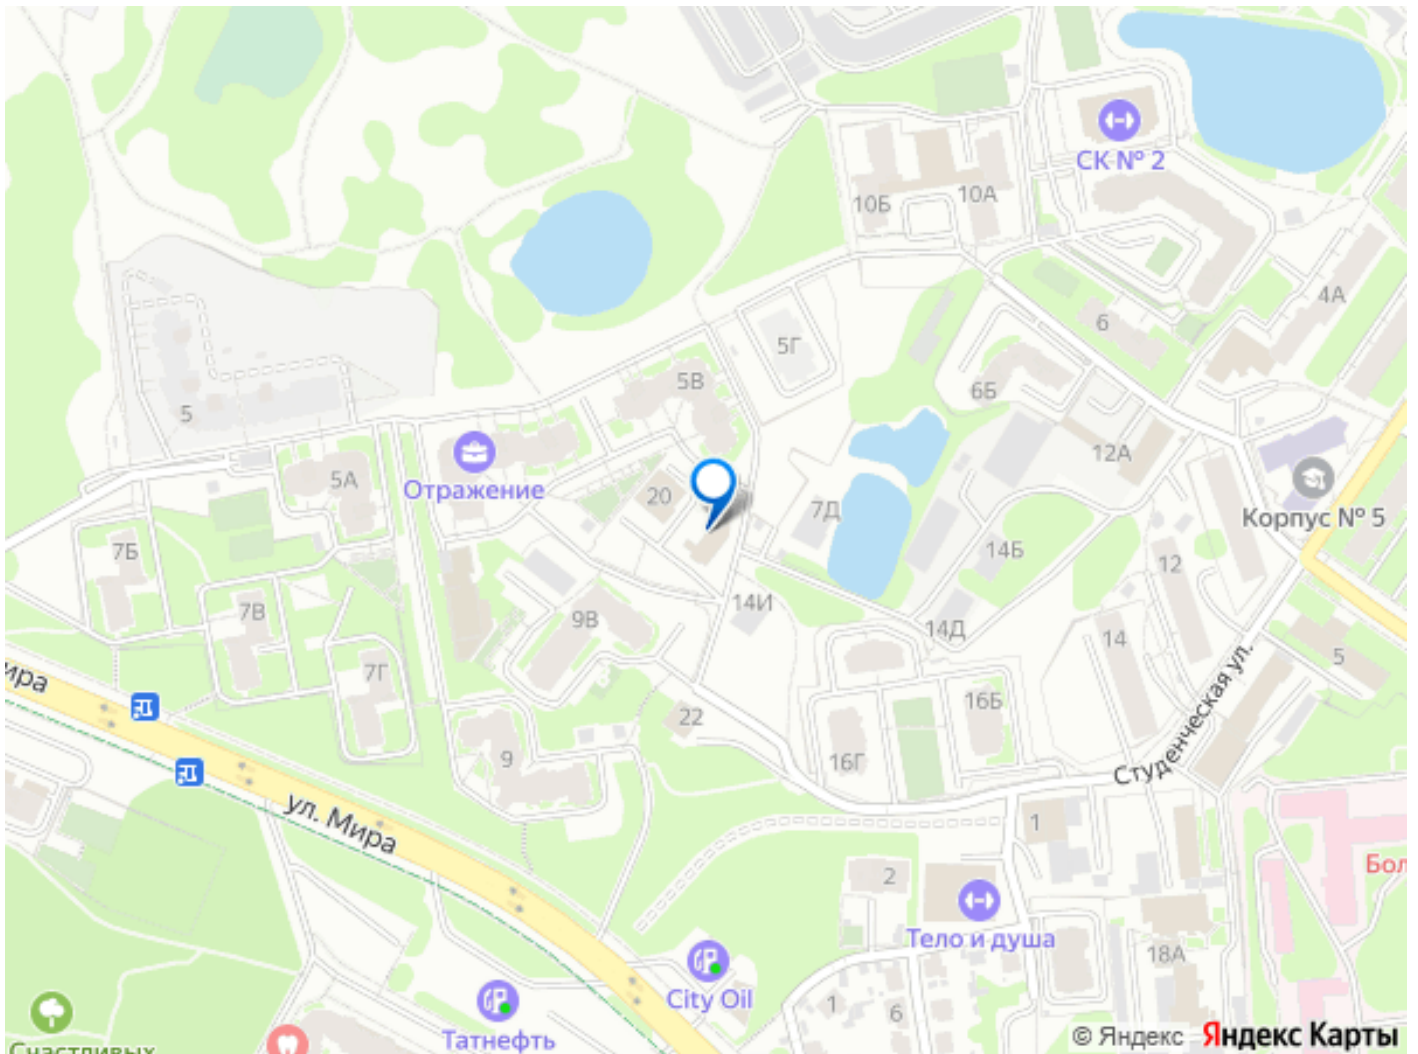 СК № 2
10Б
10А
4А
6
5Г
5В
6Б
5
12А
5А
Отражение
20
7Д
Корпус № 5
7Б
14Б
12
7В
9В
14И
14Д
14
5
7Г
ира
22
16Б
Студенческая ул.
9
16Г
ул. Мира
1
2
Бол
Тело и душа
18А
City Oil
1
6
Татнефть
Счастливых
© Яндекс Яндекс Карты